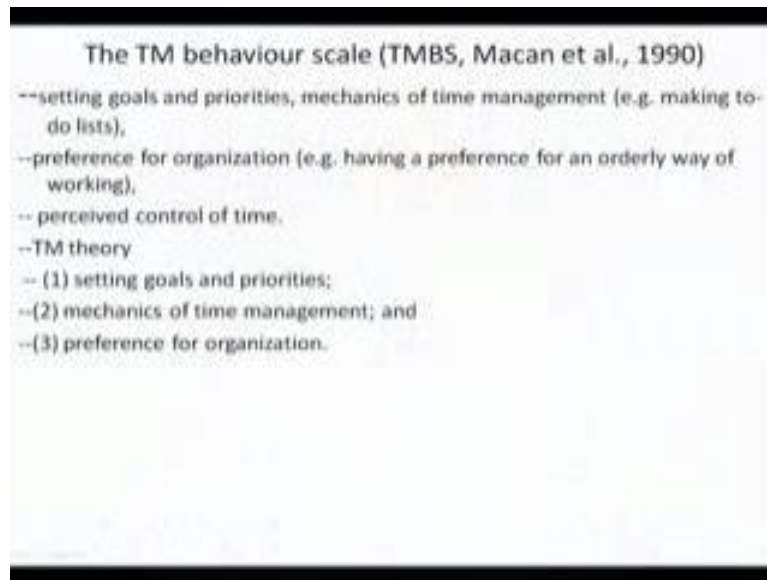 The TM behaviour scale (TMBS, Macan et al., 1990)
--setting goals and priorities, mechanics of time management (e.g. making to-
do lists),
--preference for organization (e.g. having a preference for an orderly way of
working),
-- perceived control of time.
--TM theory
-- (1) setting goals and priorities;
--(2) mechanics of time management; and
--(3) preference for organization.